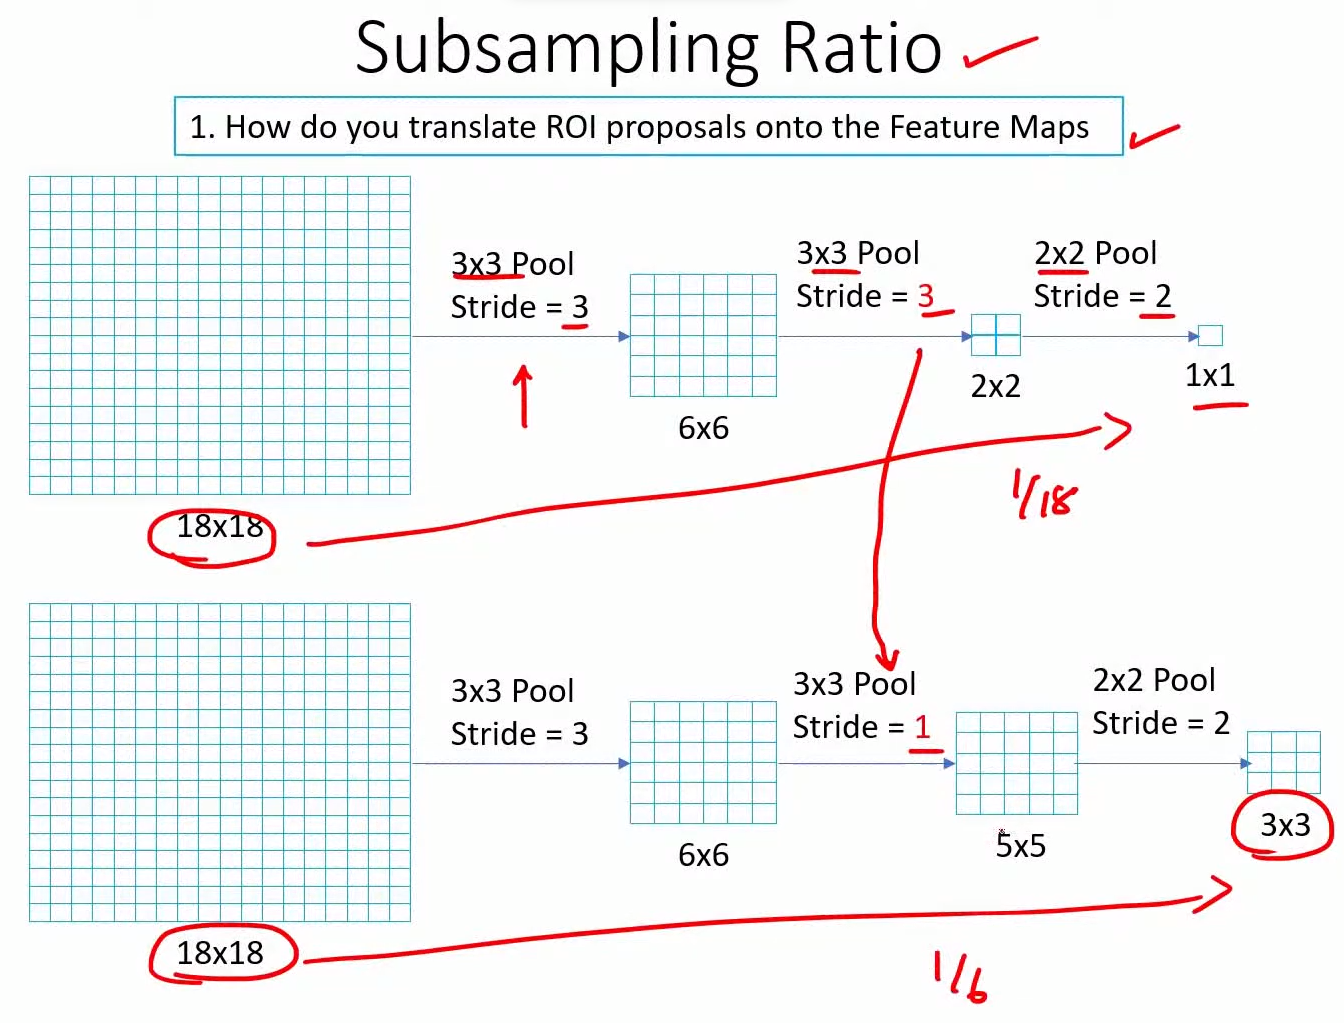 Subsampling Ratio
1. How do you translate ROI proposals onto the Feature Maps
3x3 Pool
Stride = 3
3x3 Pool
Stride = 3
2x2 Pool
Stride = 2
18x18
6x6
2x2
1x1
1/18
3x3 Pool
Stride = 3
3x3 Pool
Stride = 1
2x2 Pool
Stride = 2
18x18
6x6
5x5
3x3
1/6